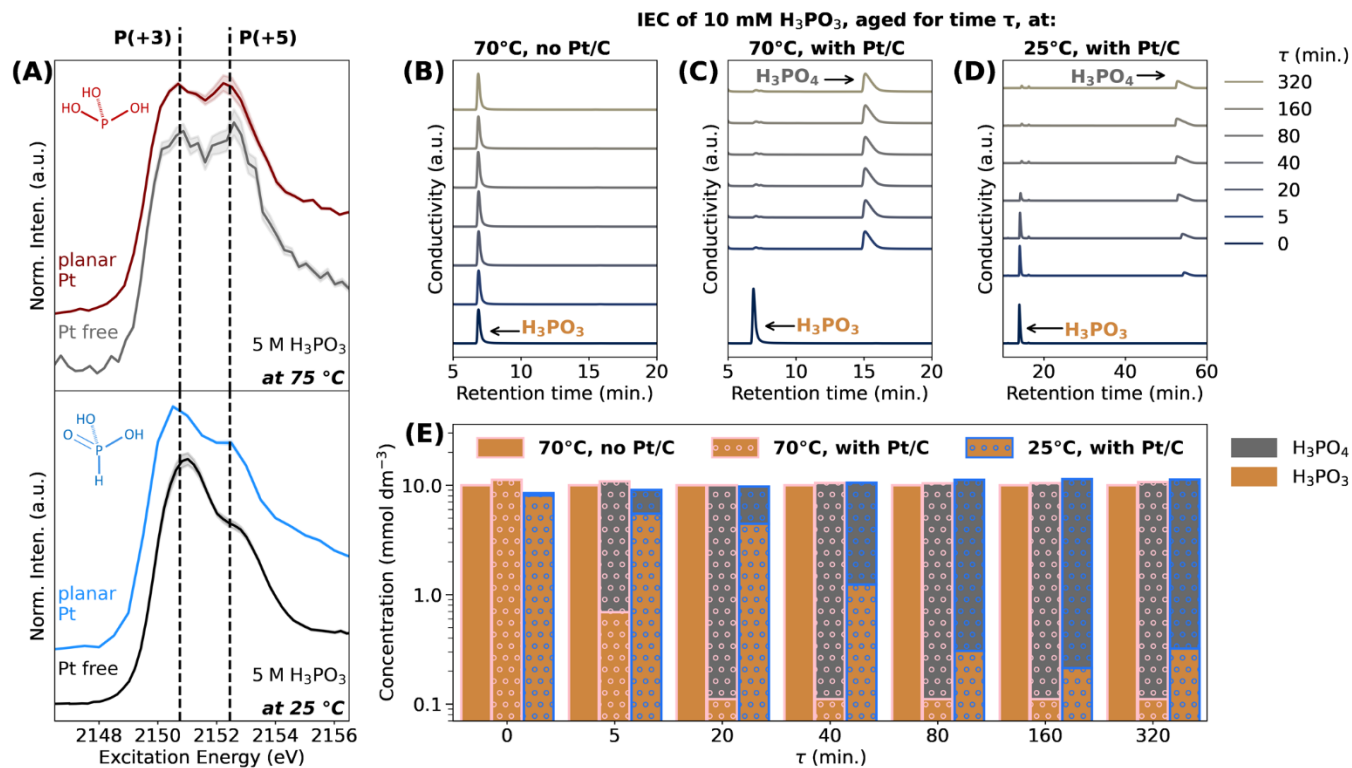 IEC of 10 mM H₃PO₃, aged for time τ, at:
P(+3) P(+5)
(A)
HO
HO OH
P
planar
Pt
Pt free
5 M H₃PO₃
at 75 °C
HO
O P OH
H
planar
Pt
Pt free
5 M H₃PO₃
at 25 °C
Norm. Inten. (a.u.)
Norm. Inten. (a.u.)
2148 2150 2152 2154 2156
Excitation Energy (eV)
70°C, no Pt/C
(B)
H₃PO₃
Conductivity (a.u.)
5 10 15 20
Retention time (min.)
70°C, with Pt/C
(C)
H₃PO₄
H₃PO₃
Conductivity (a.u.)
5 10 15 20
Retention time (min.)
25°C, with Pt/C
(D)
H₃PO₄
H₃PO₃
Conductivity (a.u.)
20 40 60
Retention time (min.)
τ (min.)
320
160
80
40
20
5
0
(E)
70°C, no Pt/C 70°C, with Pt/C 25°C, with Pt/C
H₃PO₄
H₃PO₃
Concentration (mmol dm⁻³)
10.0
1.0
0.1
0 5 20 40 80 160 320
τ (min.)